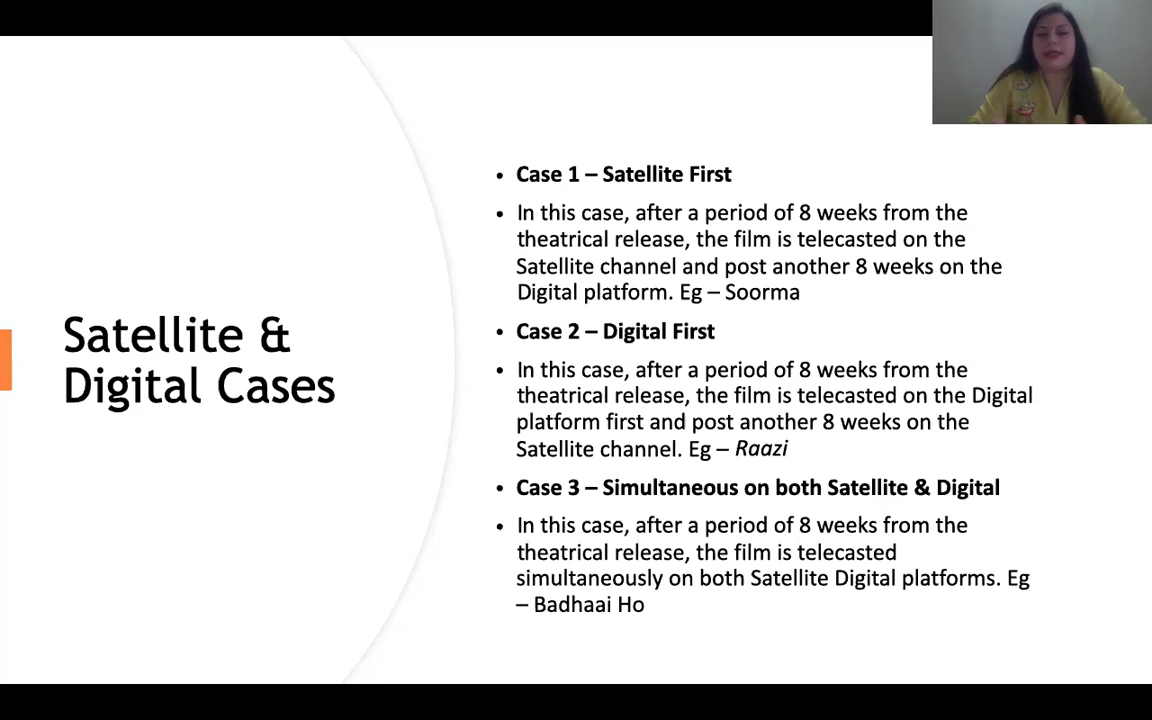 Satellite &
Digital Cases
• Case 1 – Satellite First
• In this case, after a period of 8 weeks from the
theatrical release, the film is telecasted on the
Satellite channel and post another 8 weeks on the
Digital platform. Eg – Soorma
• Case 2 – Digital First
• In this case, after a period of 8 weeks from the
theatrical release, the film is telecasted on the Digital
platform first and post another 8 weeks on the
Satellite channel. Eg – Raazi
• Case 3 – Simultaneous on both Satellite & Digital
• In this case, after a period of 8 weeks from the
theatrical release, the film is telecasted
simultaneously on both Satellite Digital platforms. Eg
– Badhaai Ho